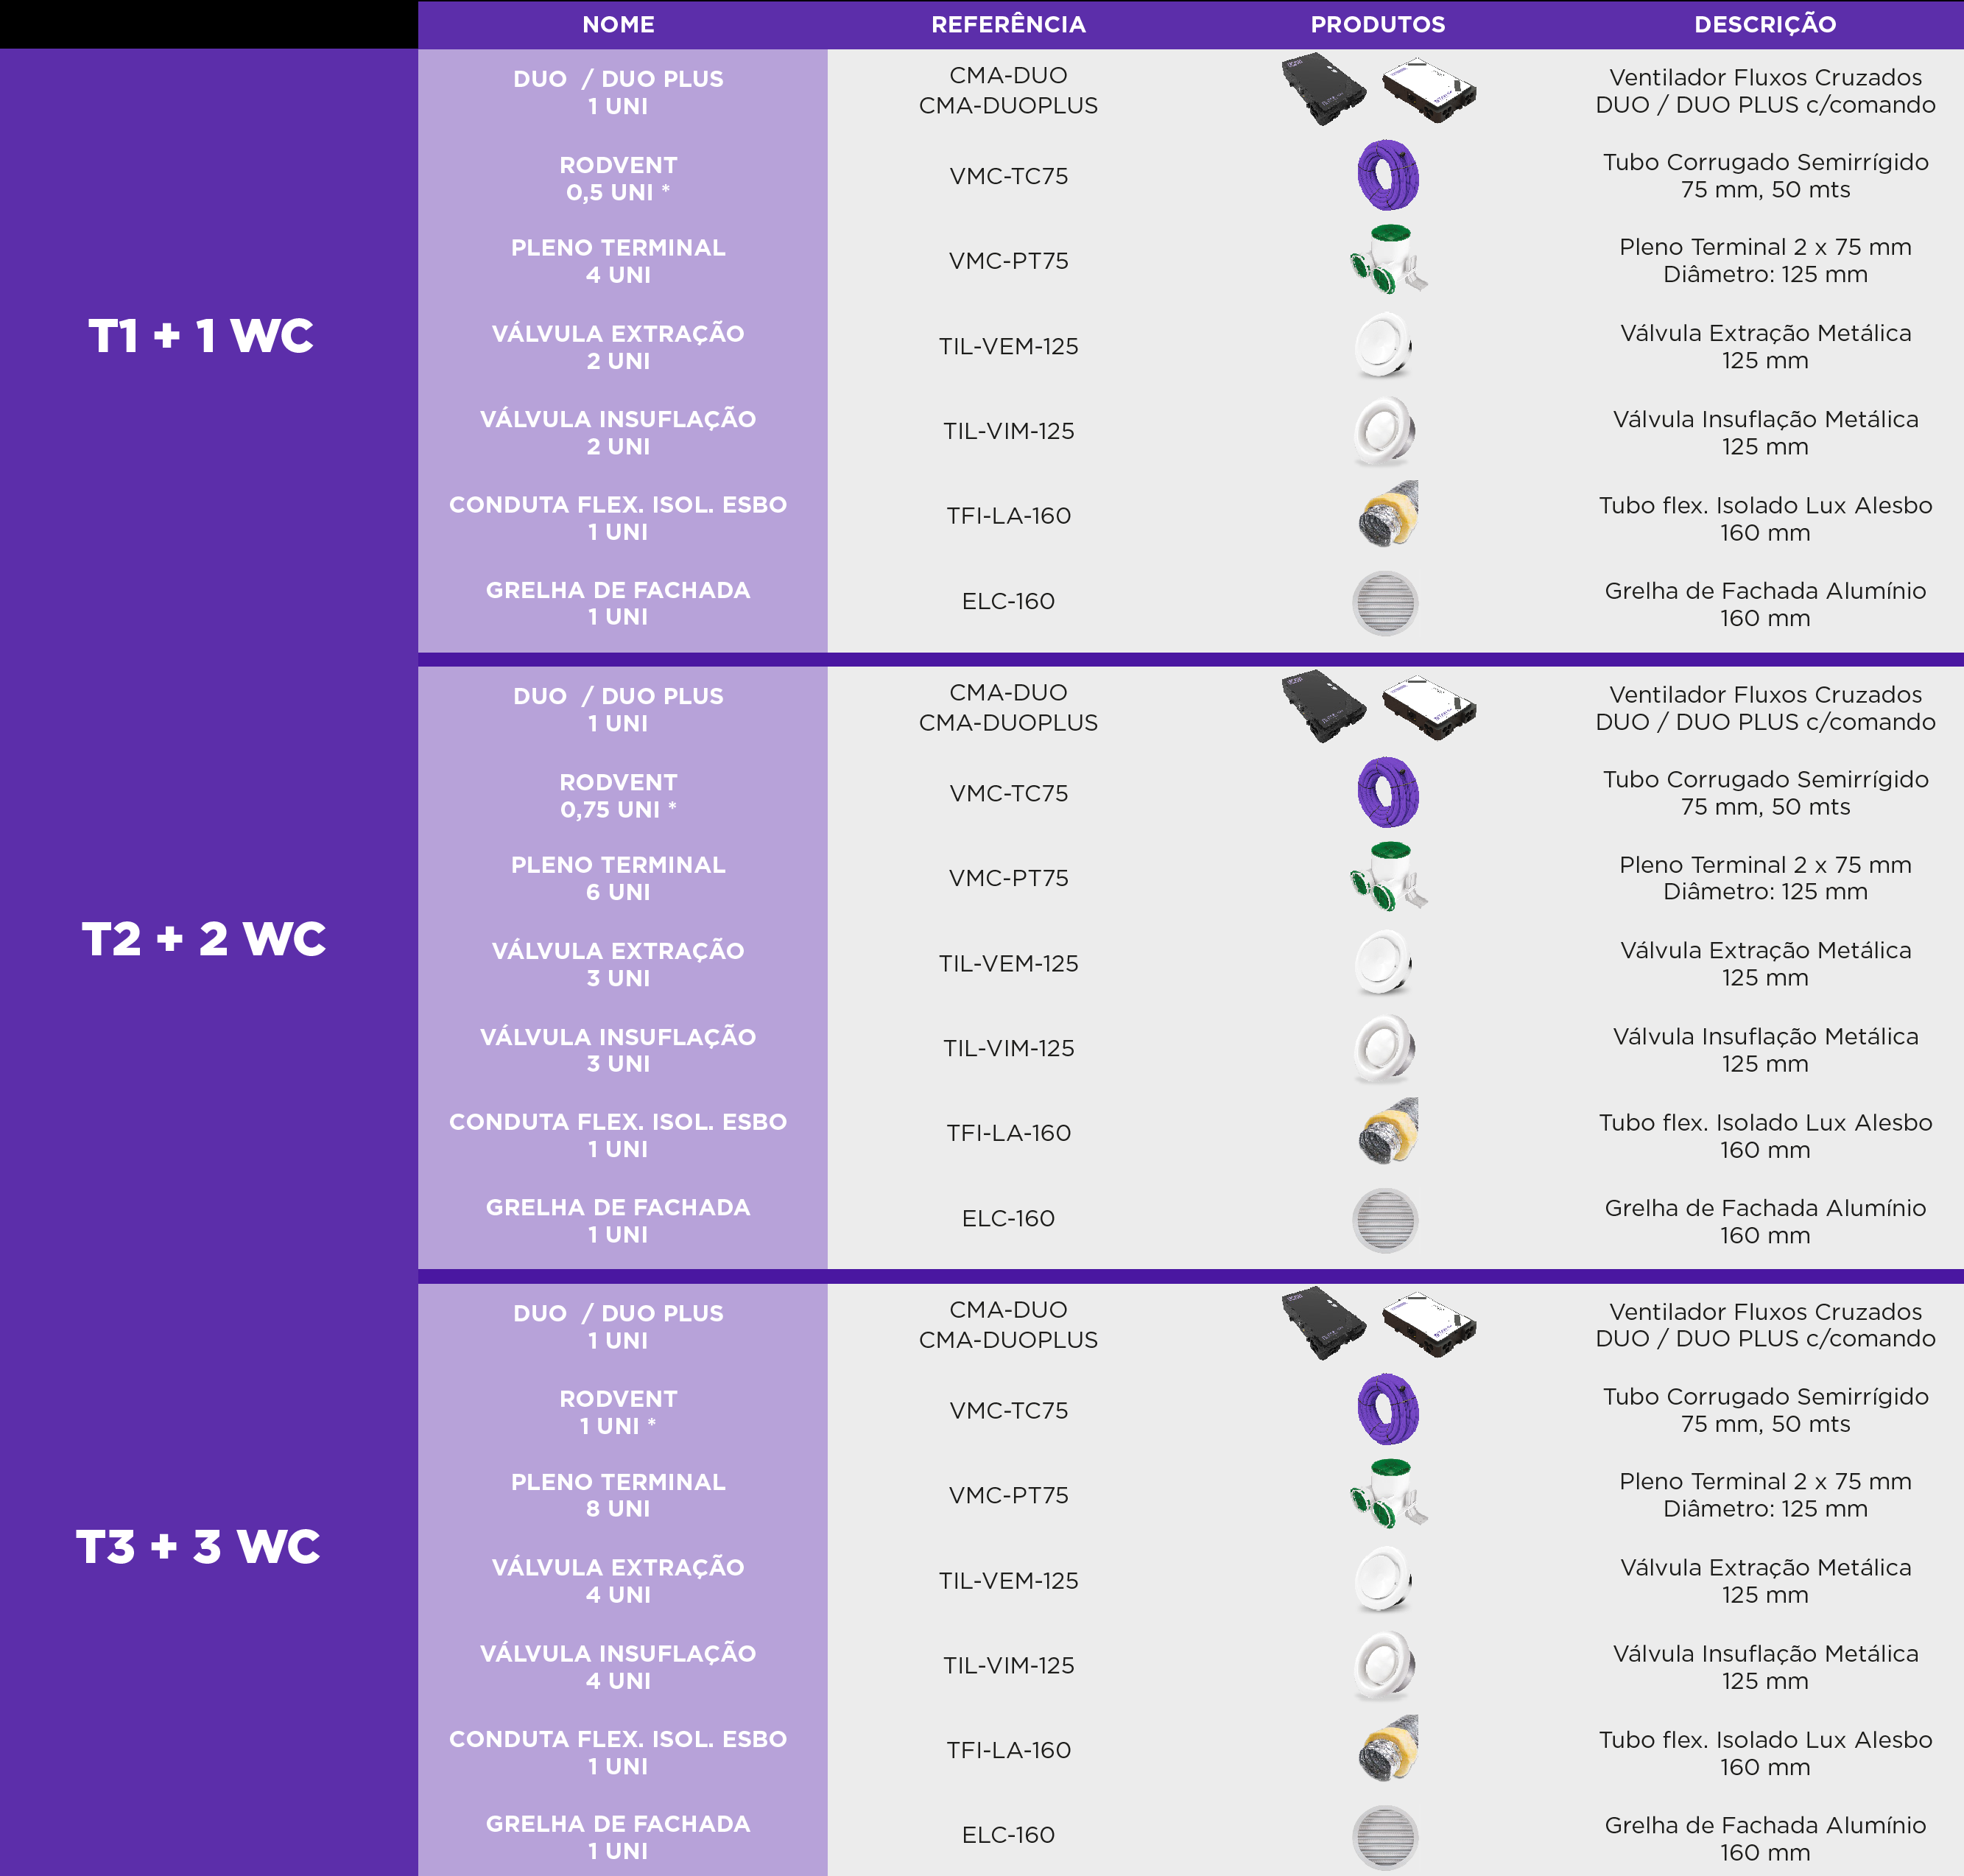 NOME
REFERÊNCIA
PRODUTOS
DESCRIÇÃO
T1 + 1 WC
DUO / DUO PLUS
1 UNI
CMA-DUO
CMA-DUOPLUS
Ventilador Fluxos Cruzados
DUO / DUO PLUS c/comando
RODVENT
0,5 UNI *
VMC-TC75
Tubo Corrugado Semirrígido
75 mm, 50 mts
PLENO TERMINAL
4 UNI
VMC-PT75
Pleno Terminal 2 x 75 mm
Diâmetro: 125 mm
VÁLVULA EXTRAÇÃO
2 UNI
TIL-VEM-125
Válvula Extração Metálica
125 mm
VÁLVULA INSUFLAÇÃO
2 UNI
TIL-VIM-125
Válvula Insuflação Metálica
125 mm
CONDUTA FLEX. ISOL. ESBO
1 UNI
TFI-LA-160
Tubo flex. Isolado Lux Alesbo
160 mm
GRELHA DE FACHADA
1 UNI
ELC-160
Grelha de Fachada Alumínio
160 mm
T2 + 2 WC
DUO / DUO PLUS
1 UNI
CMA-DUO
CMA-DUOPLUS
Ventilador Fluxos Cruzados
DUO / DUO PLUS c/comando
RODVENT
0,75 UNI *
VMC-TC75
Tubo Corrugado Semirrígido
75 mm, 50 mts
PLENO TERMINAL
6 UNI
VMC-PT75
Pleno Terminal 2 x 75 mm
Diâmetro: 125 mm
VÁLVULA EXTRAÇÃO
3 UNI
TIL-VEM-125
Válvula Extração Metálica
125 mm
VÁLVULA INSUFLAÇÃO
3 UNI
TIL-VIM-125
Válvula Insuflação Metálica
125 mm
CONDUTA FLEX. ISOL. ESBO
1 UNI
TFI-LA-160
Tubo flex. Isolado Lux Alesbo
160 mm
GRELHA DE FACHADA
1 UNI
ELC-160
Grelha de Fachada Alumínio
160 mm
T3 + 3 WC
DUO / DUO PLUS
1 UNI
CMA-DUO
CMA-DUOPLUS
Ventilador Fluxos Cruzados
DUO / DUO PLUS c/comando
RODVENT
1 UNI *
VMC-TC75
Tubo Corrugado Semirrígido
75 mm, 50 mts
PLENO TERMINAL
8 UNI
VMC-PT75
Pleno Terminal 2 x 75 mm
Diâmetro: 125 mm
VÁLVULA EXTRAÇÃO
4 UNI
TIL-VEM-125
Válvula Extração Metálica
125 mm
VÁLVULA INSUFLAÇÃO
4 UNI
TIL-VIM-125
Válvula Insuflação Metálica
125 mm
CONDUTA FLEX. ISOL. ESBO
1 UNI
TFI-LA-160
Tubo flex. Isolado Lux Alesbo
160 mm
GRELHA DE FACHADA
1 UNI
ELC-160
Grelha de Fachada Alumínio
160 mm